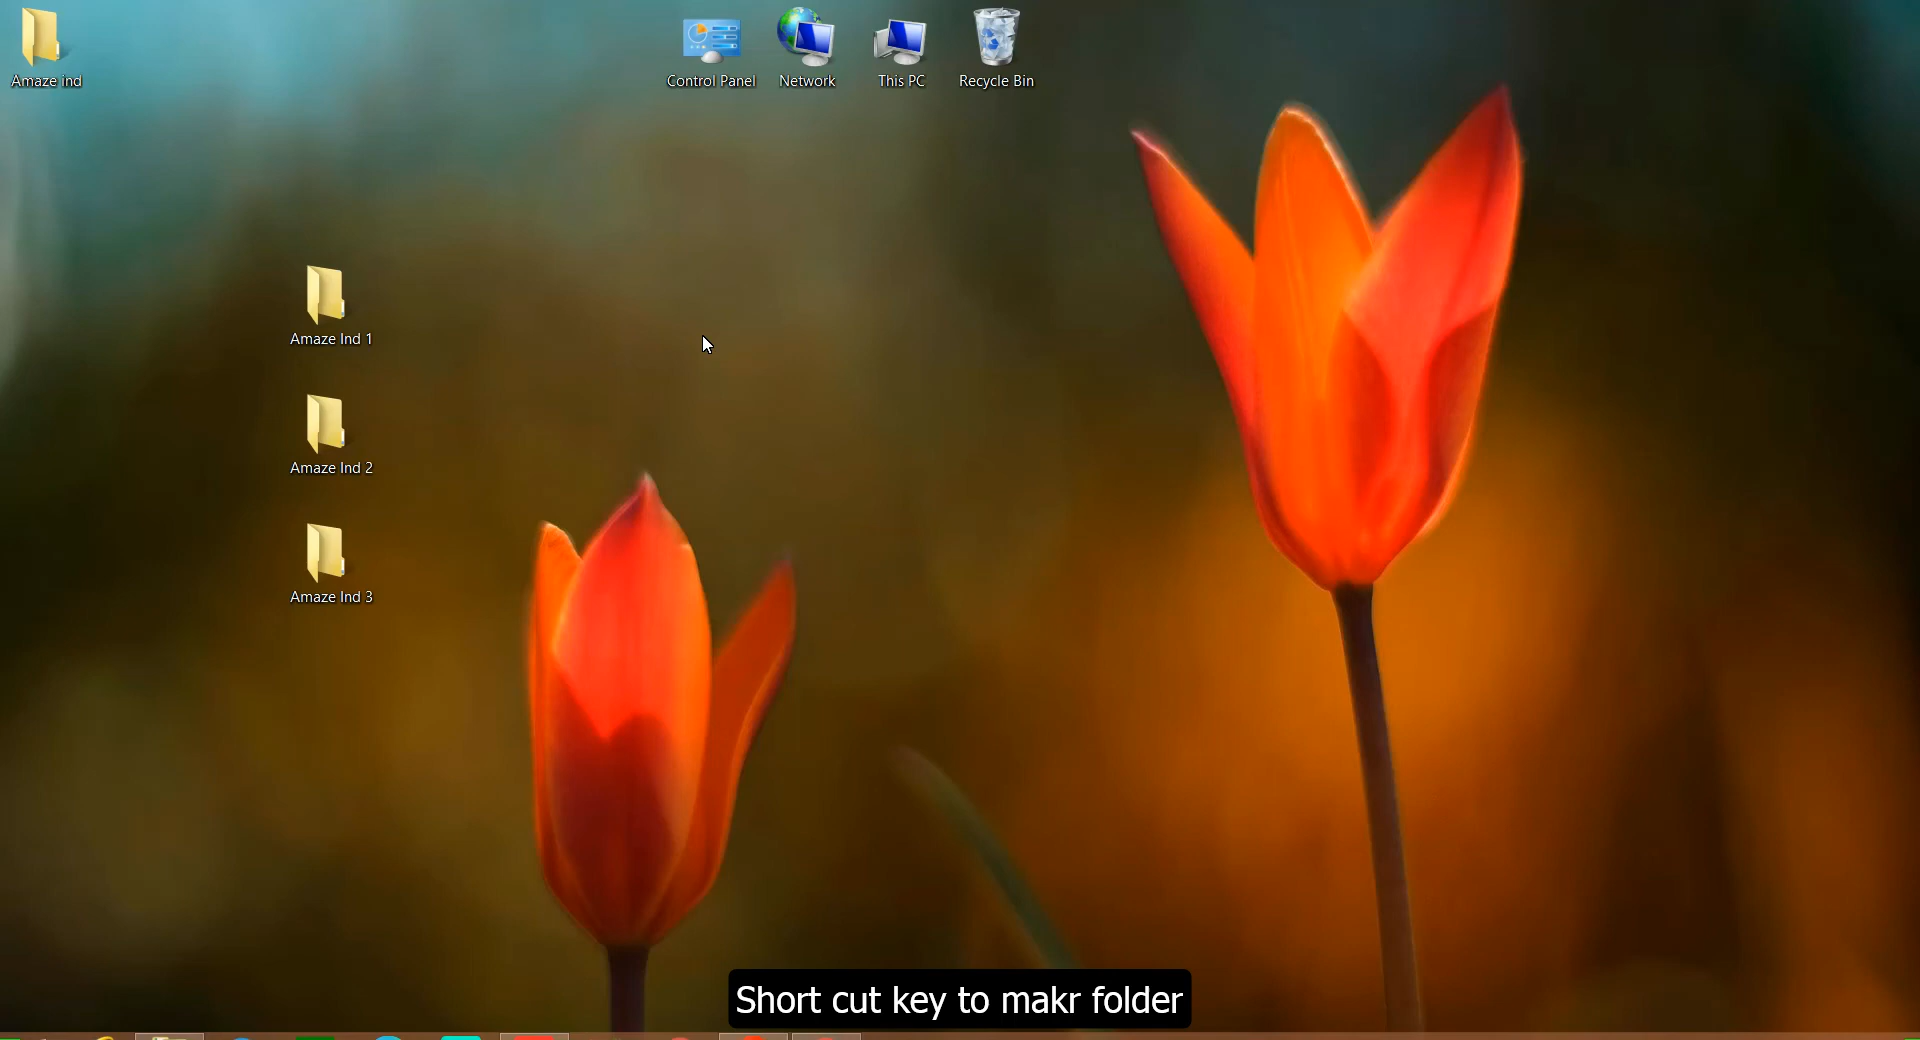 Amaze ind
Control Panel
Network
This PC
Recycle Bin
Amaze Ind 1
Amaze Ind 2
Amaze Ind 3
Short cut key to makr folder